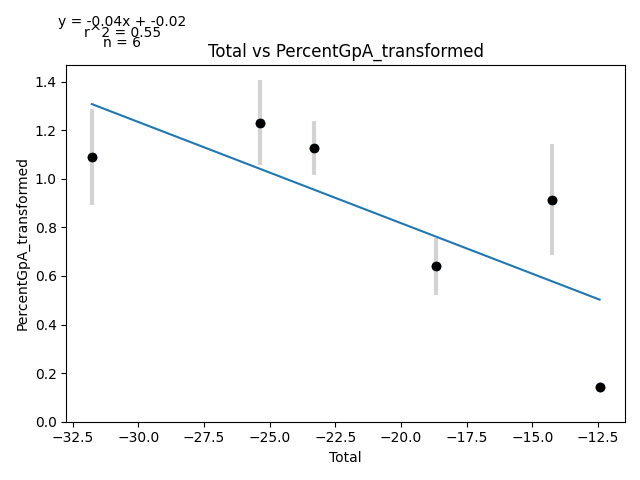 y = -0.04x + -0.02
r^2 = 0.55
n = 6
Total vs PercentGpA_transformed
PercentGpA_transformed
1.4
1.2
1.0
0.8
0.6
0.4
0.2
0.0
−32.5 −30.0 −27.5 −25.0 −22.5 −20.0 −17.5 −15.0 −12.5
Total